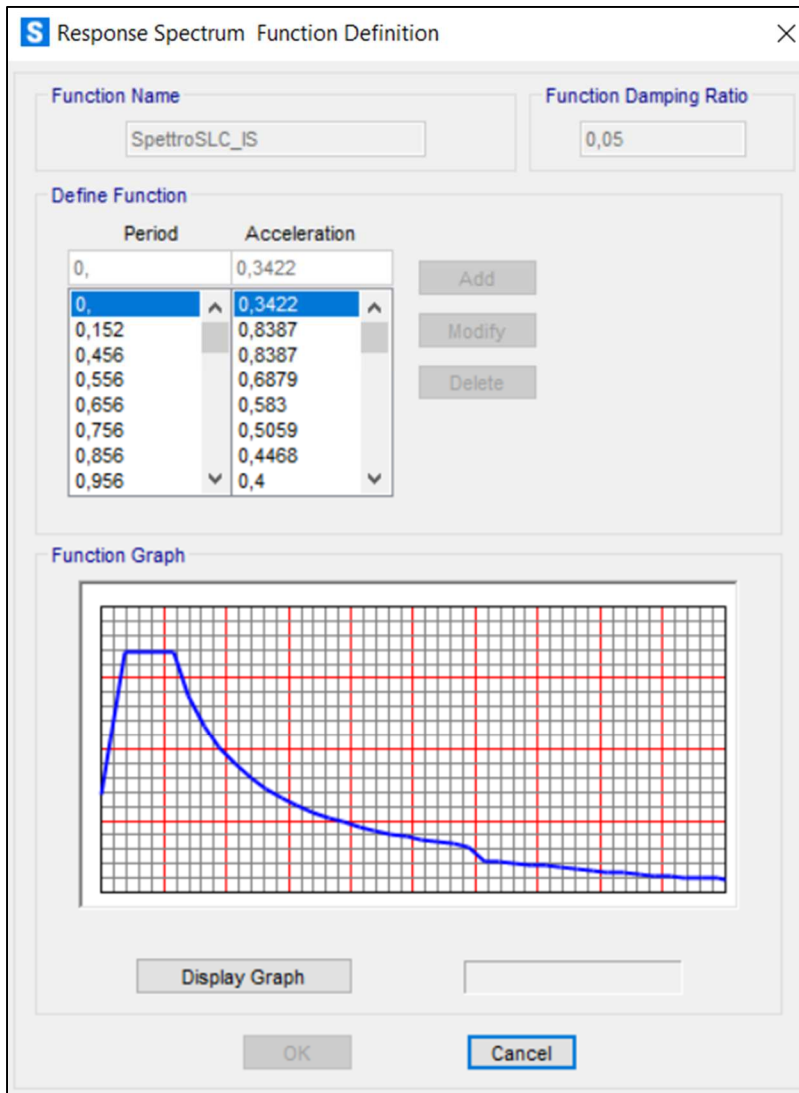 S Response Spectrum Function Definition
Function Name
Function Damping Ratio
SpettroSLC_IS
0,05
Define Function
Period Acceleration
0, 0,3422
Add
0, 0,3422
0,152 0,8387
Modify
0,456 0,8387
0,556 0,6879
Delete
0,656 0,583
0,756 0,5059
0,856 0,4468
0,956 0,4
Function Graph
Display Graph
OK
Cancel